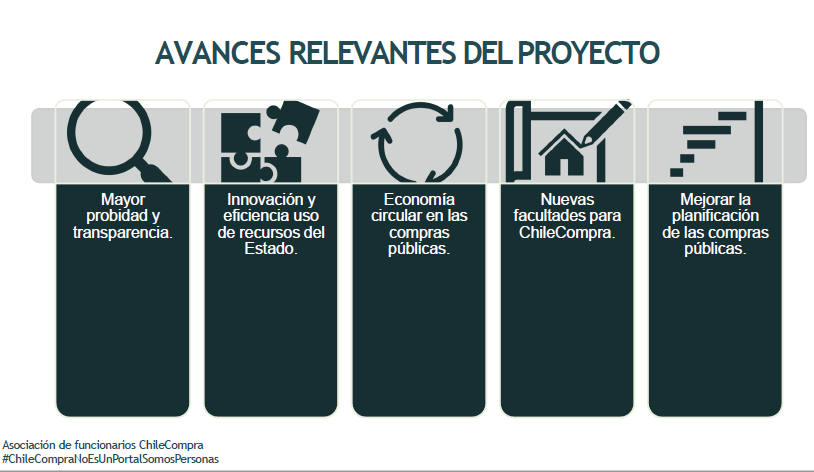 AVANCES RELEVANTES DEL PROYECTO
Mayor
probidad y
transparencia.
Innovación y
eficiencia uso
de recursos del
Estado.
Economía
circular en las
compras
públicas.
Nuevas
facultades para
ChileCompra.
Mejorar la
planificación
de las compras
públicas.
Asociación de funcionarios ChileCompra
#ChileCompraNoEsUnPortalSomosPersonas